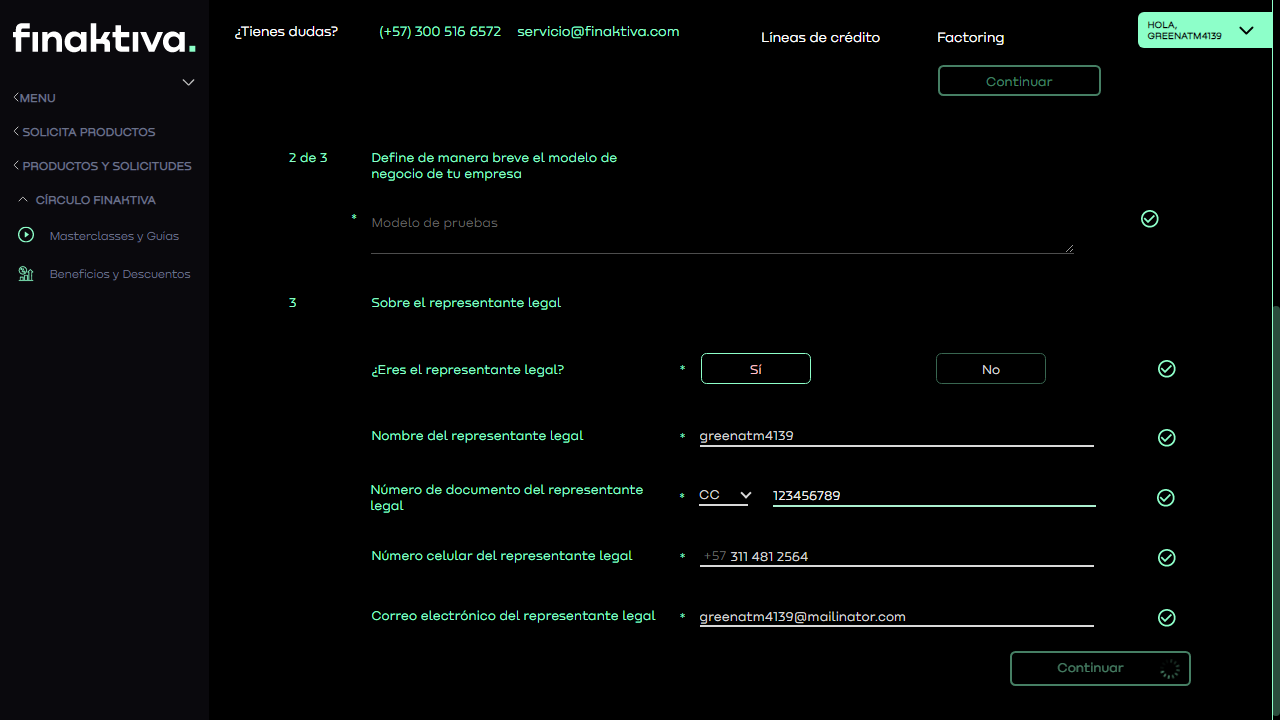 finaktiva.
¿Tienes dudas?
(+57) 300 516 6572
servicio@finaktiva.com
Líneas de crédito
Factoring
HOLA,
GREENATM4139
MENU
SOLICITA PRODUCTOS
PRODUCTOS Y SOLICITUDES
CÍRCULO FINAKTIVA
Masterclasses y Guías
Beneficios y Descuentos
Continuar
2 de 3
Define de manera breve el modelo de
negocio de tu empresa
* Modelo de pruebas
3
Sobre el representante legal
¿Eres el representante legal? * Sí No
Nombre del representante legal * greenatm4139
Número de documento del representante
legal
* CC 123456789
Número celular del representante legal * +57 311 481 2564
Correo electrónico del representante legal * greenatm4139@mailinator.com
Continuar